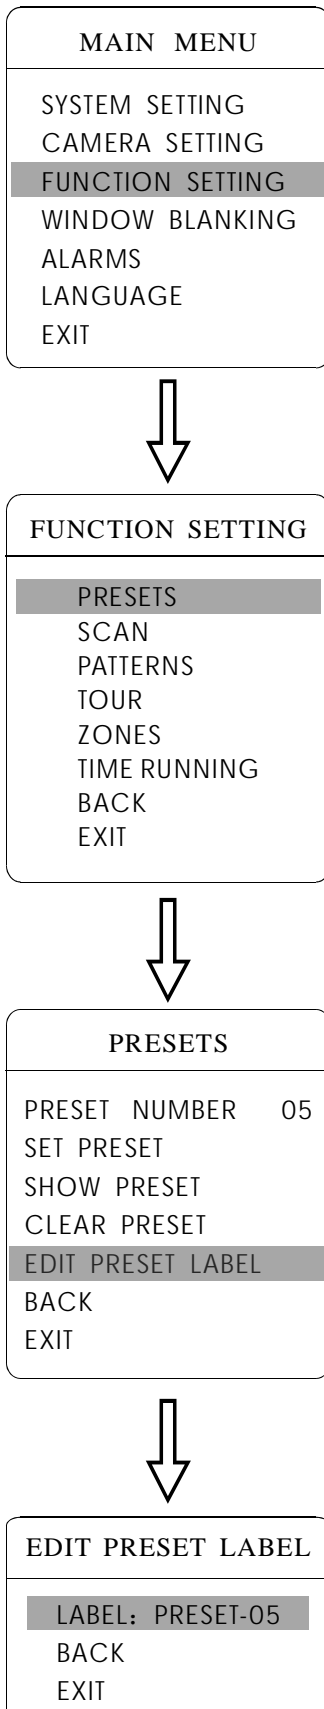 MAIN MENU
SYSTEM SETTING
CAMERA SETTING
FUNCTION SETTING
WINDOW BLANKING
ALARMS
LANGUAGE
EXIT
FUNCTION SETTING
PRESETS
SCAN
PATTERNS
TOUR
ZONES
TIME RUNNING
BACK
EXIT
PRESETS
PRESET NUMBER 05
SET PRESET
SHOW PRESET
CLEAR PRESET
EDIT PRESET LABEL
BACK
EXIT
EDIT PRESET LABEL
LABEL：PRESET-05
BACK
EXIT